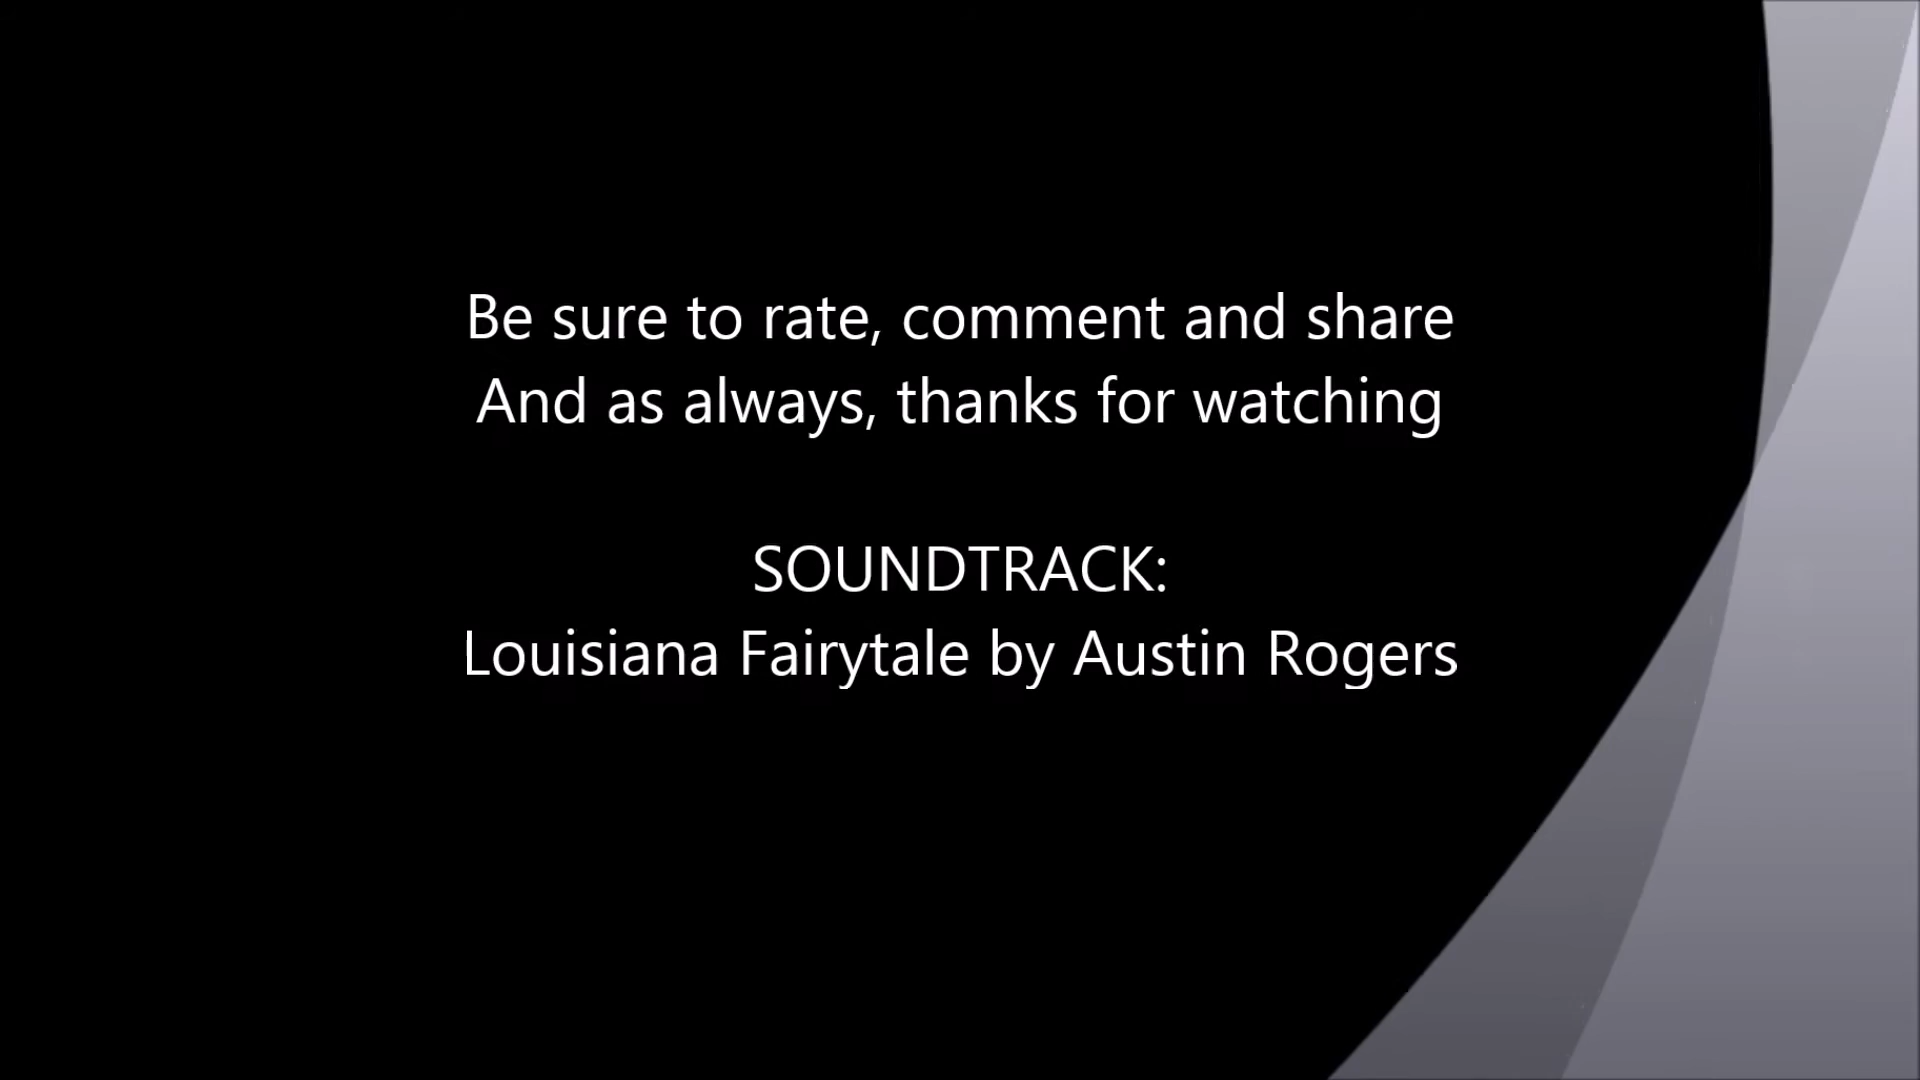 Be sure to rate, comment and share
And as always, thanks for watching
SOUNDTRACK:
Louisiana Fairytale by Austin Rogers